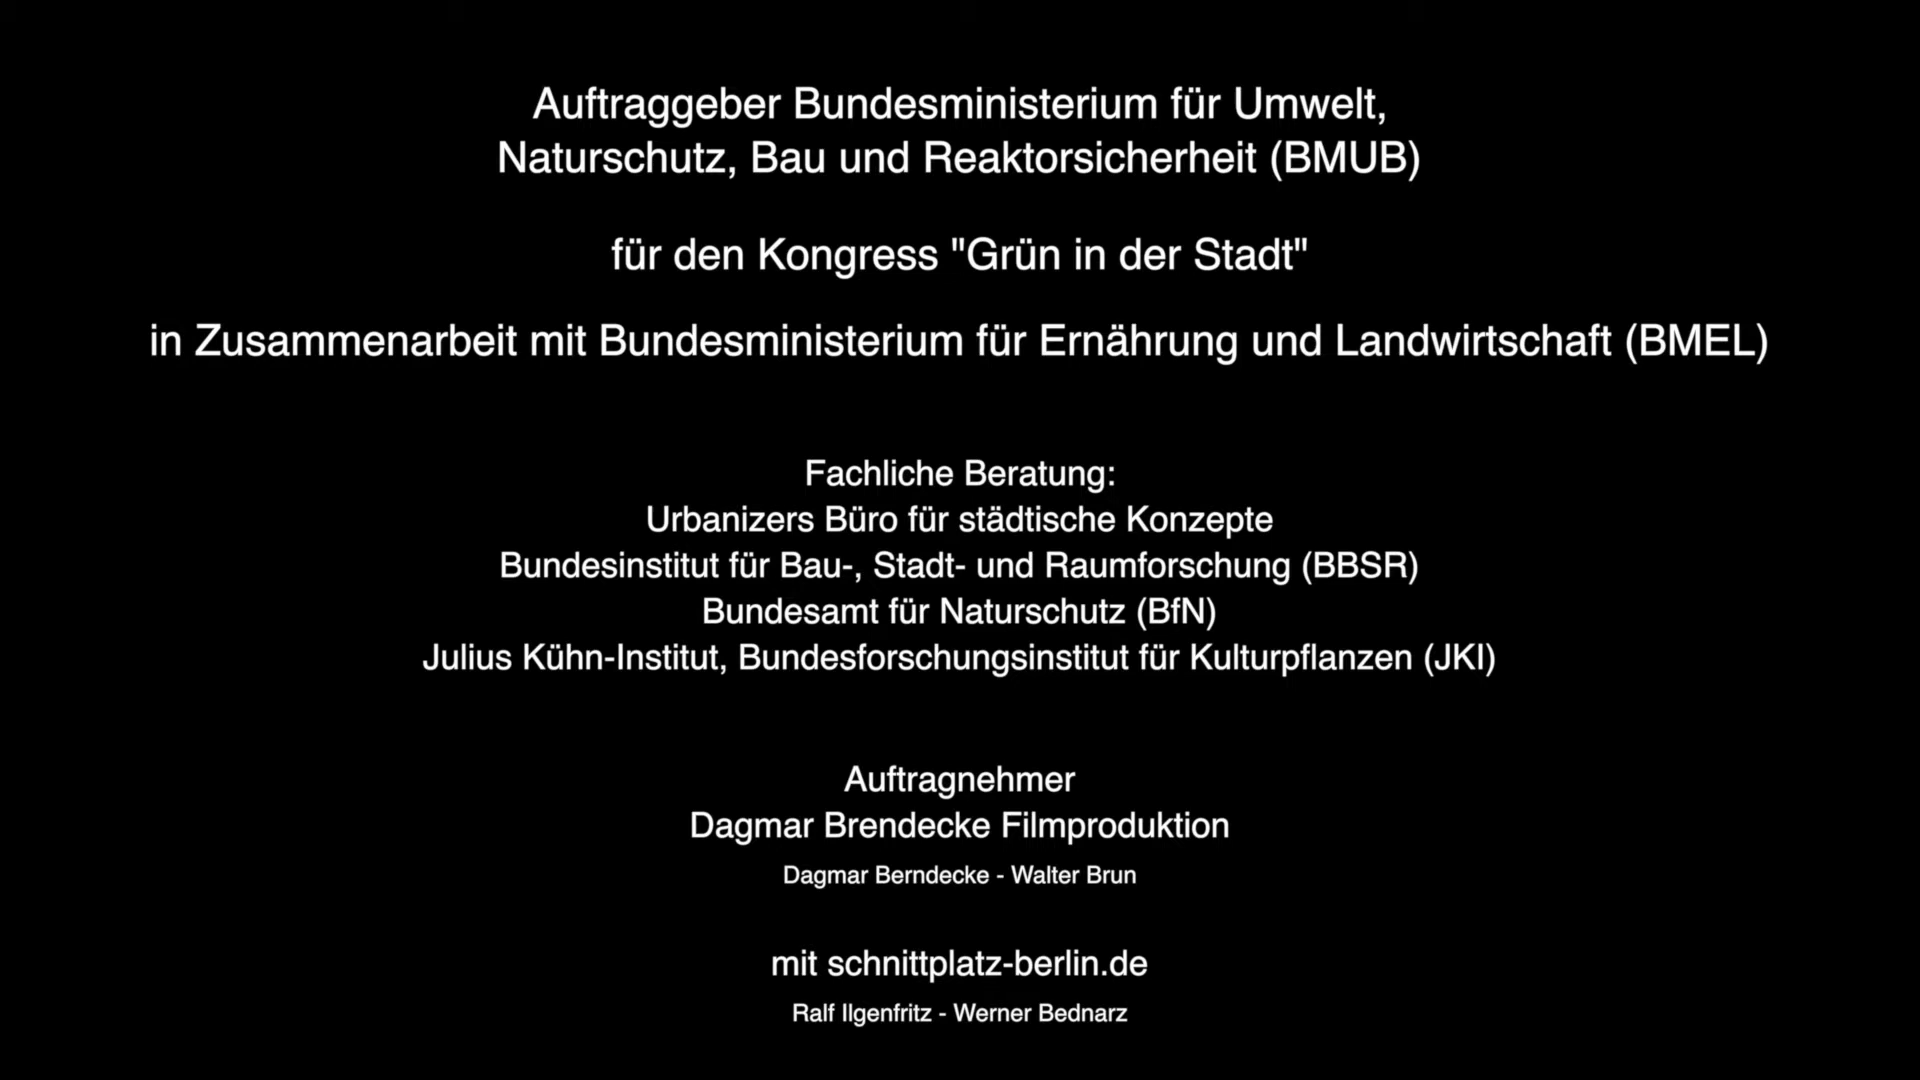 Auftraggeber Bundesministerium für Umwelt,
Naturschutz, Bau und Reaktorsicherheit (BMUB)
für den Kongress "Grün in der Stadt"
in Zusammenarbeit mit Bundesministerium für Ernährung und Landwirtschaft (BMEL)
Fachliche Beratung:
Urbanizers Büro für städtische Konzepte
Bundesinstitut für Bau-, Stadt- und Raumforschung (BBSR)
Bundesamt für Naturschutz (BfN)
Julius Kühn-Institut, Bundesforschungsinstitut für Kulturpflanzen (JKI)
Auftragnehmer
Dagmar Brendecke Filmproduktion
Dagmar Berndecke - Walter Brun
mit schnittplatz-berlin.de
Ralf Ilgenfritz - Werner Bednarz